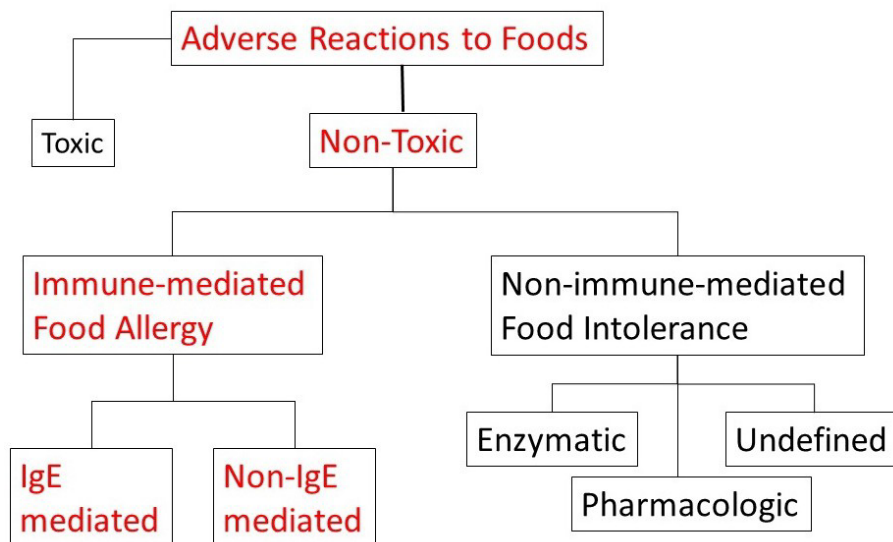 Adverse Reactions to Foods
Toxic
Non-Toxic
Immune-mediated
Food Allergy
Non-immune-mediated
Food Intolerance
IgE
mediated
Non-IgE
mediated
Enzymatic
Undefined
Pharmacologic